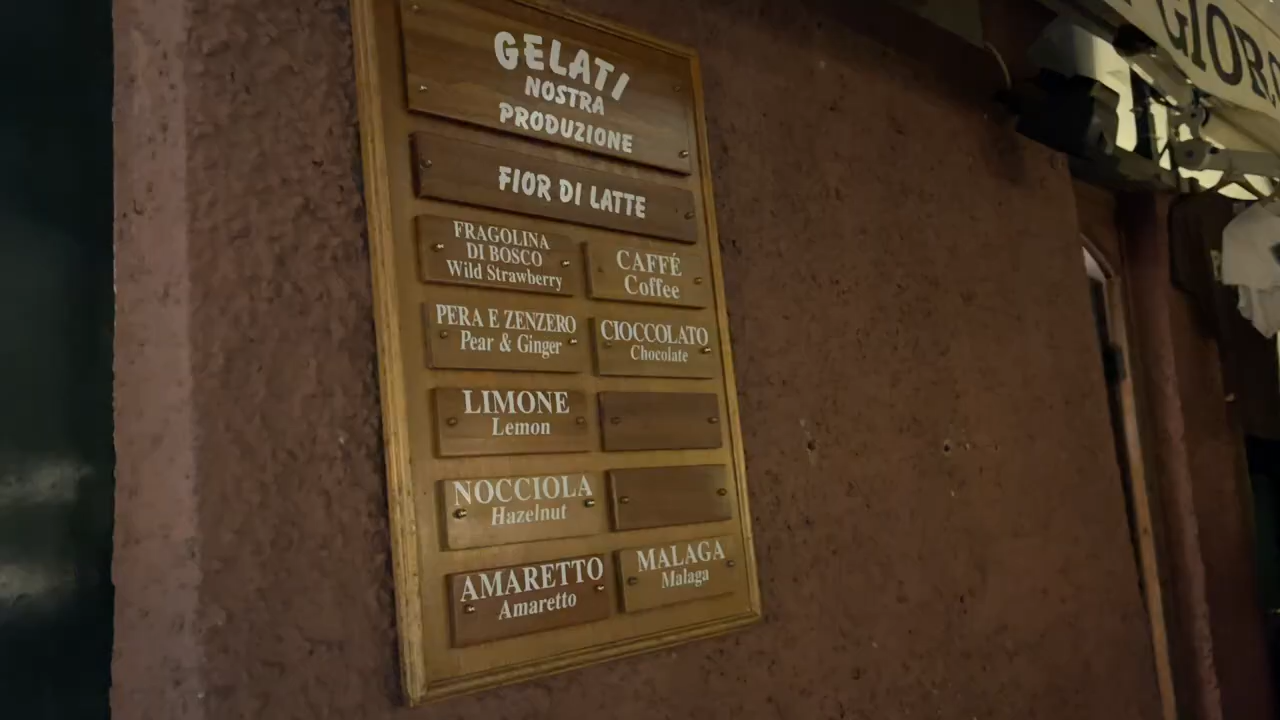 GELATI
NOSTRA
PRODUZIONE
FIOR DI LATTE
FRAGOLINA
DI BOSCO
Wild Strawberry
CAFFÉ
Coffee
PERA E ZENZERO
Pear & Ginger
CIOCCOLATO
Chocolate
LIMONE
Lemon
NOCCIOLA
Hazelnut
AMARETTO
Amaretto
MALAGA
Malaga